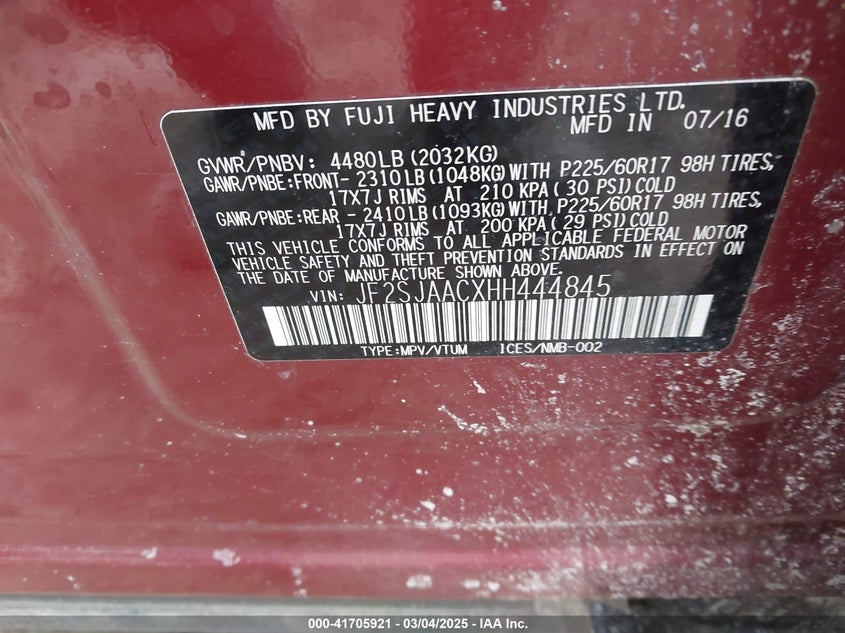 MFD BY FUJI HEAVY INDUSTRIES LTD.
MFD IN 07/16
GVWR/PNBV: 4480LB(2032KG)
GAWR/PNBE:FRONT- 2310LB(1048KG)WITH P225/60R17 98H TIRES,
17X7J RIMS AT 210 KPA( 30 PSI)COLD
GAWR/PNBE:REAR - 2410LB(1093KG)WITH, P225/60R17 98H TIRES,
17X7J RIMS AT 200 KPA( 29 PSI)COLD
THIS VEHICLE CONFORMS TO ALL APPLICABLE FEDERAL MOTOR
VEHICLE SAFETY AND THEFT PREVENTION STANDARDS IN EFFECT ON
THE DATE OF MANUFACTURE SHOWN ABOVE.
VIN: JF2SJAACXHH444845
TYPE:MPV/VTUM ICES/NMB-002
000-41705921 - 03/04/2025 - IAA Inc.